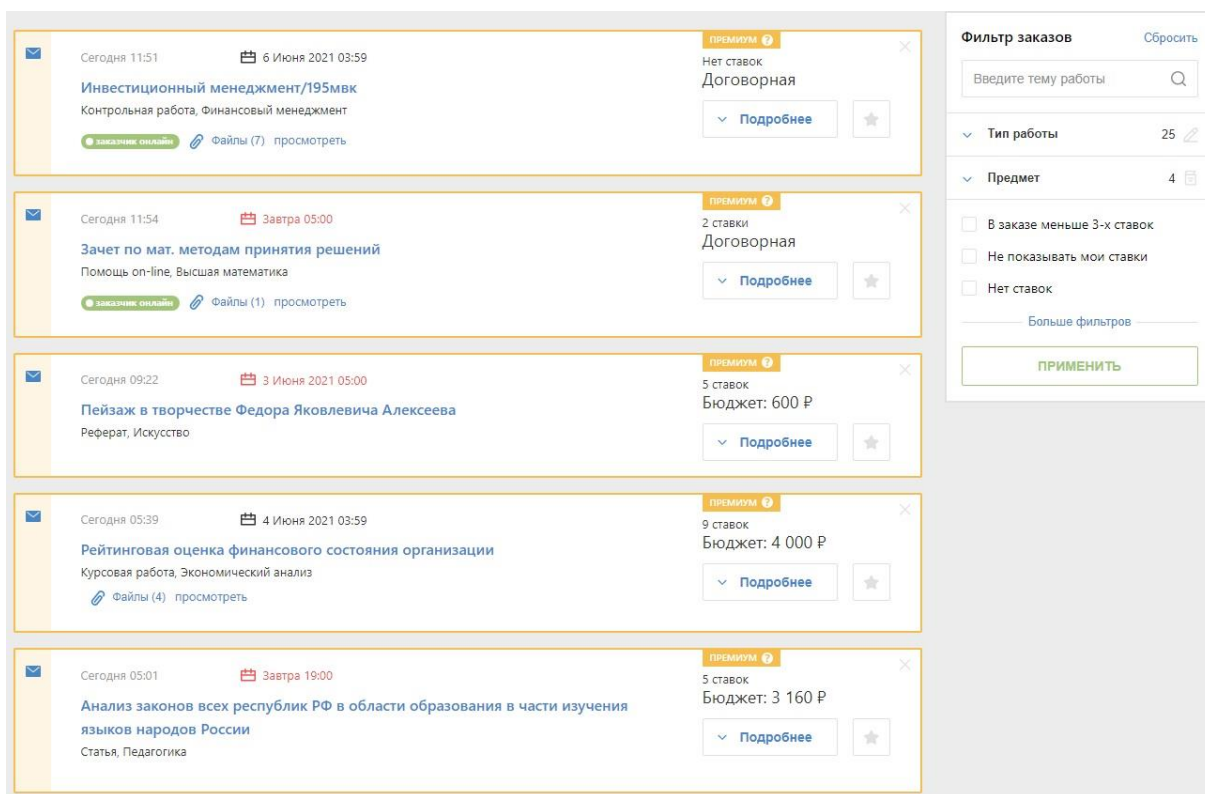 ПРЕМИУМ ?
Сегодня 11:51 6 Июня 2021 03:59
Нет ставок
Инвестиционный менеджмент/195мвк
Договорная
Контрольная работа, Финансовый менеджмент
Подробнее
заказчик онлайн Файлы (7) просмотреть
ПРЕМИУМ ?
Сегодня 11:54 Завтра 05:00
2 ставки
Зачет по мат. методам принятия решений
Договорная
Помощь on-line, Высшая математика
Подробнее
заказчик онлайн Файлы (1) просмотреть
ПРЕМИУМ ?
Сегодня 09:22 3 Июня 2021 05:00
5 ставок
Пейзаж в творчестве Федора Яковлевича Алексеева
Бюджет: 600 ₽
Реферат, Искусство
Подробнее
ПРЕМИУМ ?
Сегодня 05:39 4 Июня 2021 03:59
9 ставок
Рейтинговая оценка финансового состояния организации
Бюджет: 4 000 ₽
Курсовая работа, Экономический анализ
Подробнее
Файлы (4) просмотреть
ПРЕМИУМ ?
Сегодня 05:01 Завтра 19:00
5 ставок
Анализ законов всех республик РФ в области образования в части изучения
языков народов России
Бюджет: 3 160 ₽
Статья, Педагогика
Подробнее
Фильтр заказов Сбросить
Введите тему работы
Тип работы 25
Предмет 4
В заказе меньше 3-х ставок
Не показывать мои ставки
Нет ставок
Больше фильтров
ПРИМЕНИТЬ